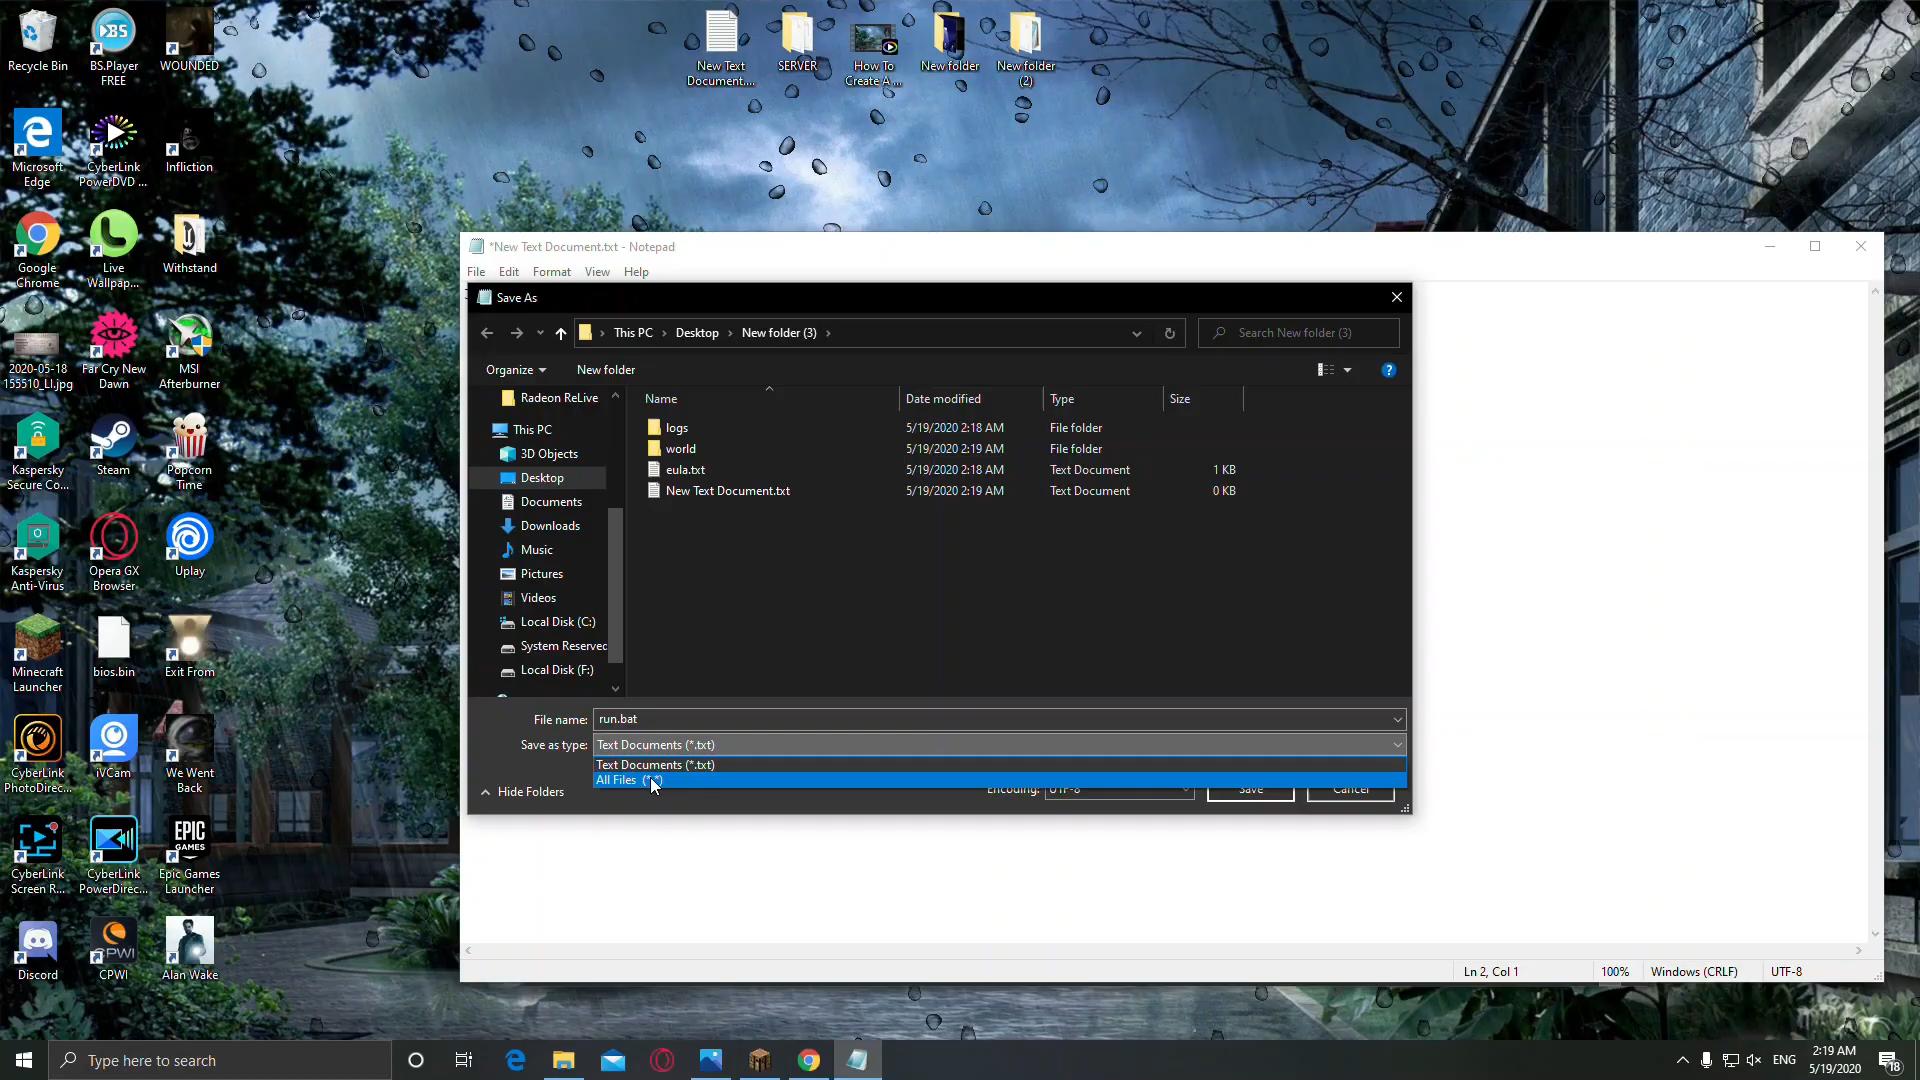 Recycle Bin
BS.Player
FREE
WOUNDED
New Text
Document....
SERVER
How To
Create A ...
New folder
New folder
(2)
Microsoft
Edge
CyberLink
PowerDVD ...
Infliction
Google
Chrome
Live
Wallpap...
Withstand
2020-05-18
155510_LI.jpg
Far Cry New
Dawn
MSI
Afterburner
Kaspersky
Secure Co...
Steam
Popcorn
Time
Kaspersky
Anti-Virus
Opera GX
Browser
Uplay
Minecraft
Launcher
bios.bin
Exit From
CyberLink
PhotoDirec...
iVCam
We Went
Back
CyberLink
Screen R...
CyberLink
PowerDirec...
EPIC
GAMES
Epic Games
Launcher
Discord
CPWI
CPWI
Alan Wake
*New Text Document.txt - Notepad
File Edit Format View Help
Save As
This PC › Desktop › New folder (3) ›
Search New folder (3)
Organize New folder
Radeon ReLive
This PC
3D Objects
Desktop
Documents
Downloads
Music
Pictures
Videos
Local Disk (C:)
System Reserved
Local Disk (F:)
Name Date modified Type Size
logs 5/19/2020 2:18 AM File folder
world 5/19/2020 2:19 AM File folder
eula.txt 5/19/2020 2:18 AM Text Document 1 KB
New Text Document.txt 5/19/2020 2:19 AM Text Document 0 KB
File name: run.bat
Save as type: Text Documents (*.txt)
Text Documents (*.txt)
All Files (*.*)
Hide Folders
Encoding: UTF-8 Save Cancel
Ln 2, Col 1 100% Windows (CRLF) UTF-8
Type here to search
ENG
2:19 AM
5/19/2020
18